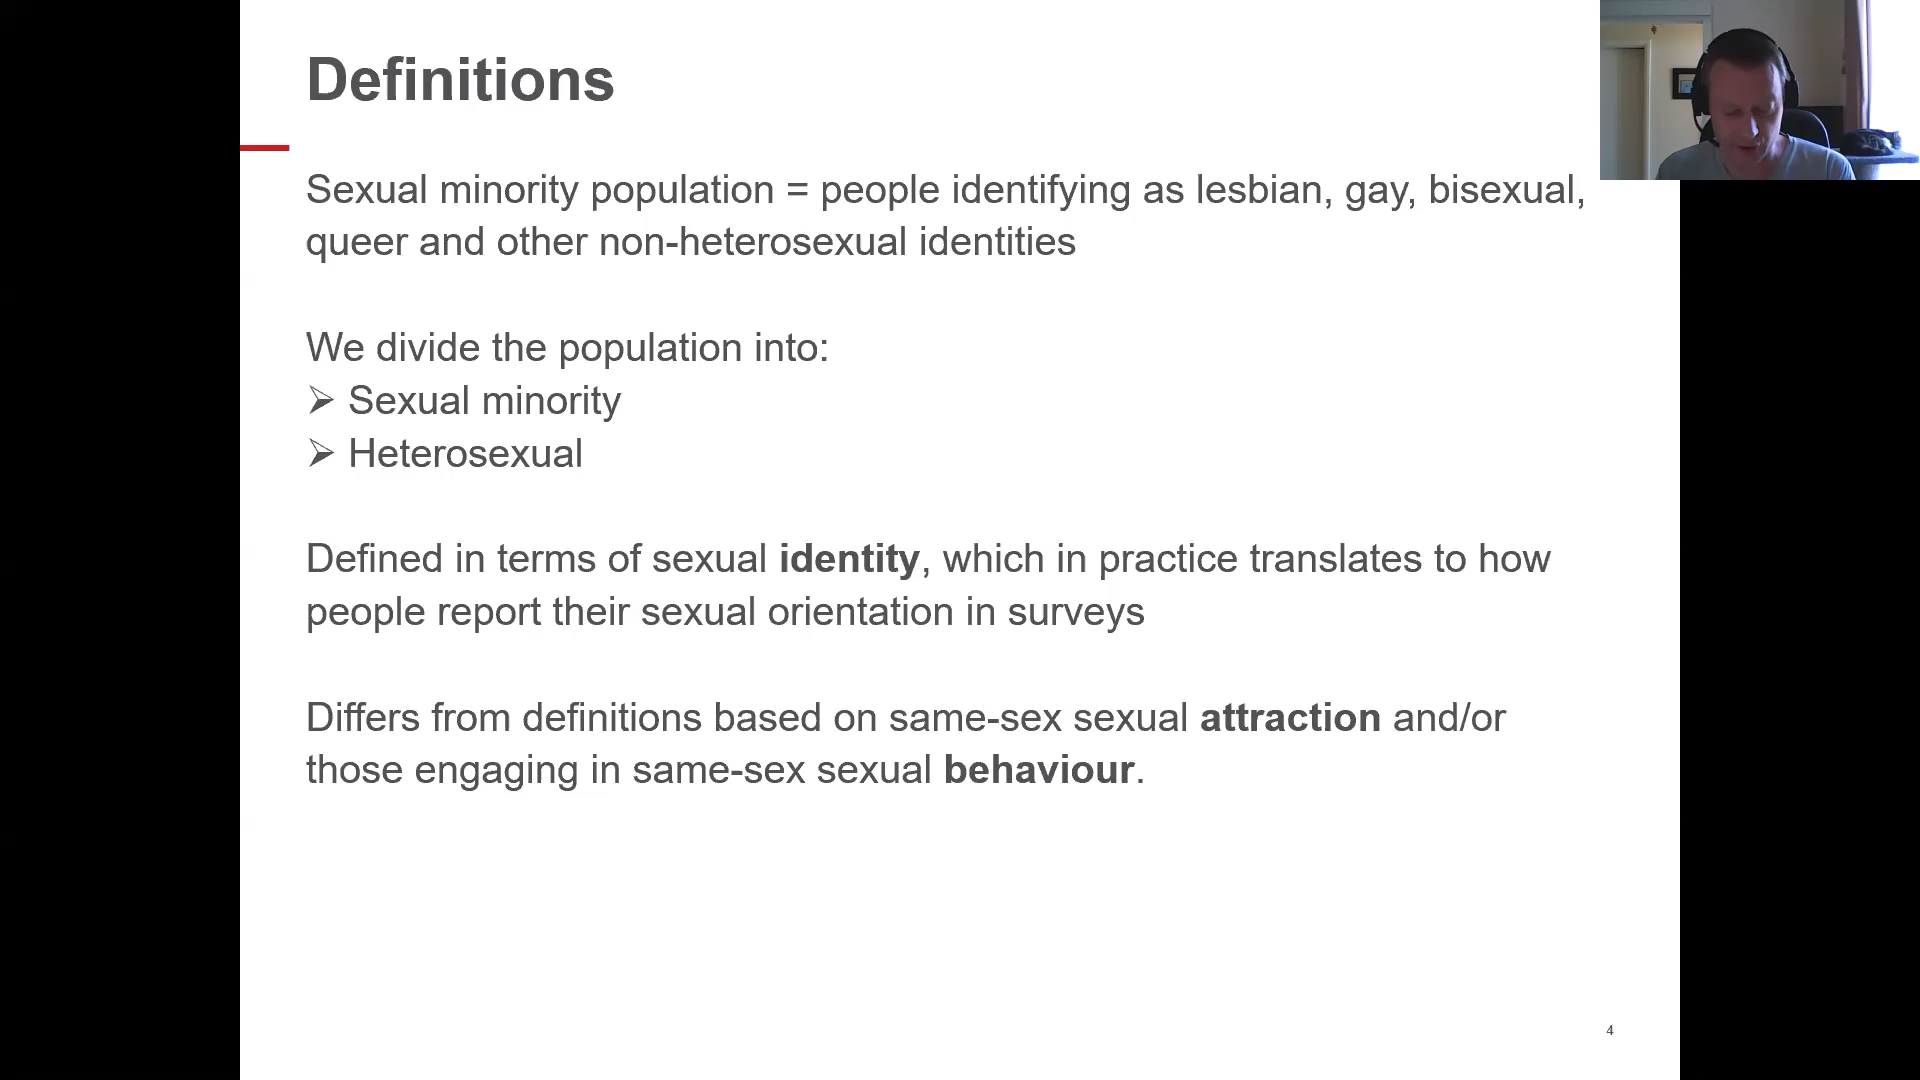 Definitions
Sexual minority population = people identifying as lesbian, gay, bisexual,
queer and other non-heterosexual identities
We divide the population into:
➢ Sexual minority
➢ Heterosexual
Defined in terms of sexual identity, which in practice translates to how
people report their sexual orientation in surveys
Differs from definitions based on same-sex sexual attraction and/or
those engaging in same-sex sexual behaviour.
4